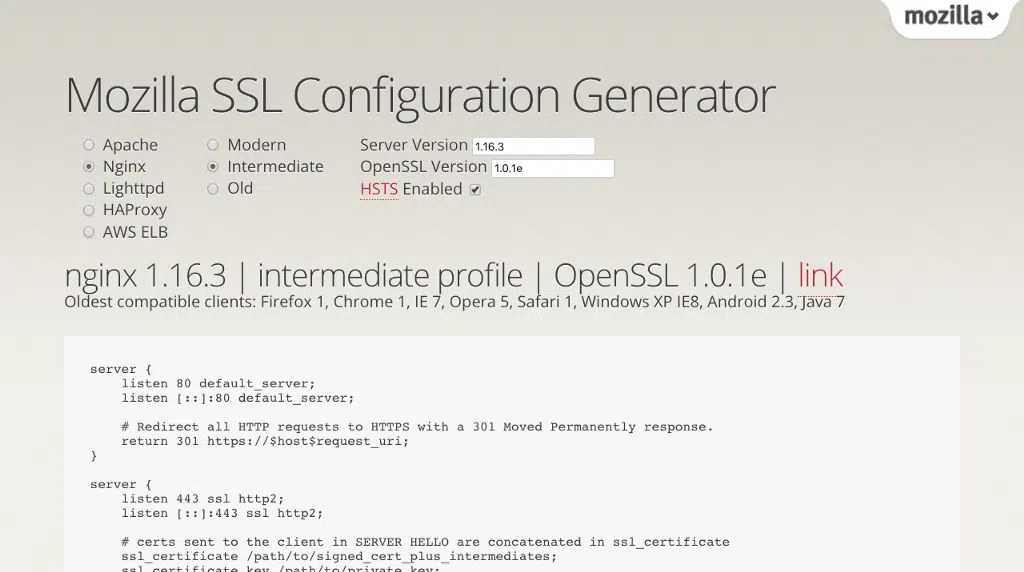 mozilla
Mozilla SSL Configuration Generator
Apache Modern Server Version 1.16.3
Nginx Intermediate OpenSSL Version 1.0.1e
Lighttpd Old HSTS Enabled
HAProxy
AWS ELB
nginx 1.16.3 | intermediate profile | OpenSSL 1.0.1e | link
Oldest compatible clients: Firefox 1, Chrome 1, IE 7, Opera 5, Safari 1, Windows XP IE8, Android 2.3, Java 7
server {
listen 80 default_server;
listen [::]:80 default_server;
# Redirect all HTTP requests to HTTPS with a 301 Moved Permanently response.
return 301 https://$host$request_uri;
}
server {
listen 443 ssl http2;
listen [::]:443 ssl http2;
# certs sent to the client in SERVER HELLO are concatenated in ssl_certificate
ssl_certificate /path/to/signed_cert_plus_intermediates;
ssl_certificate_key /path/to/private_key;